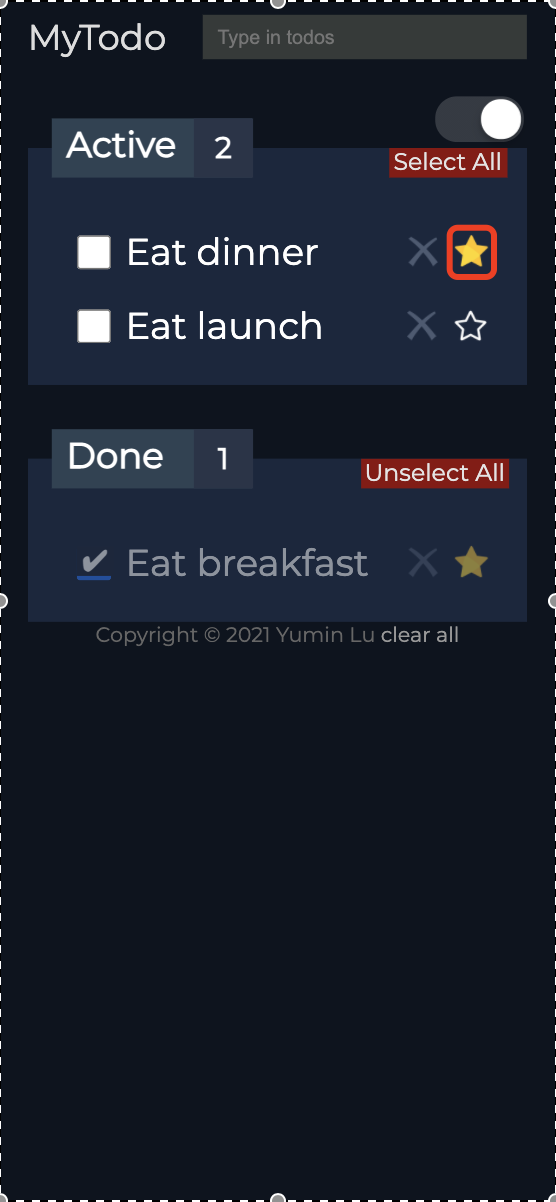 MyTodo Type in todos
Active 2
Select All
Eat dinner
Eat launch
Done 1
Unselect All
Eat breakfast
Copyright © 2021 Yumin Lu clear all